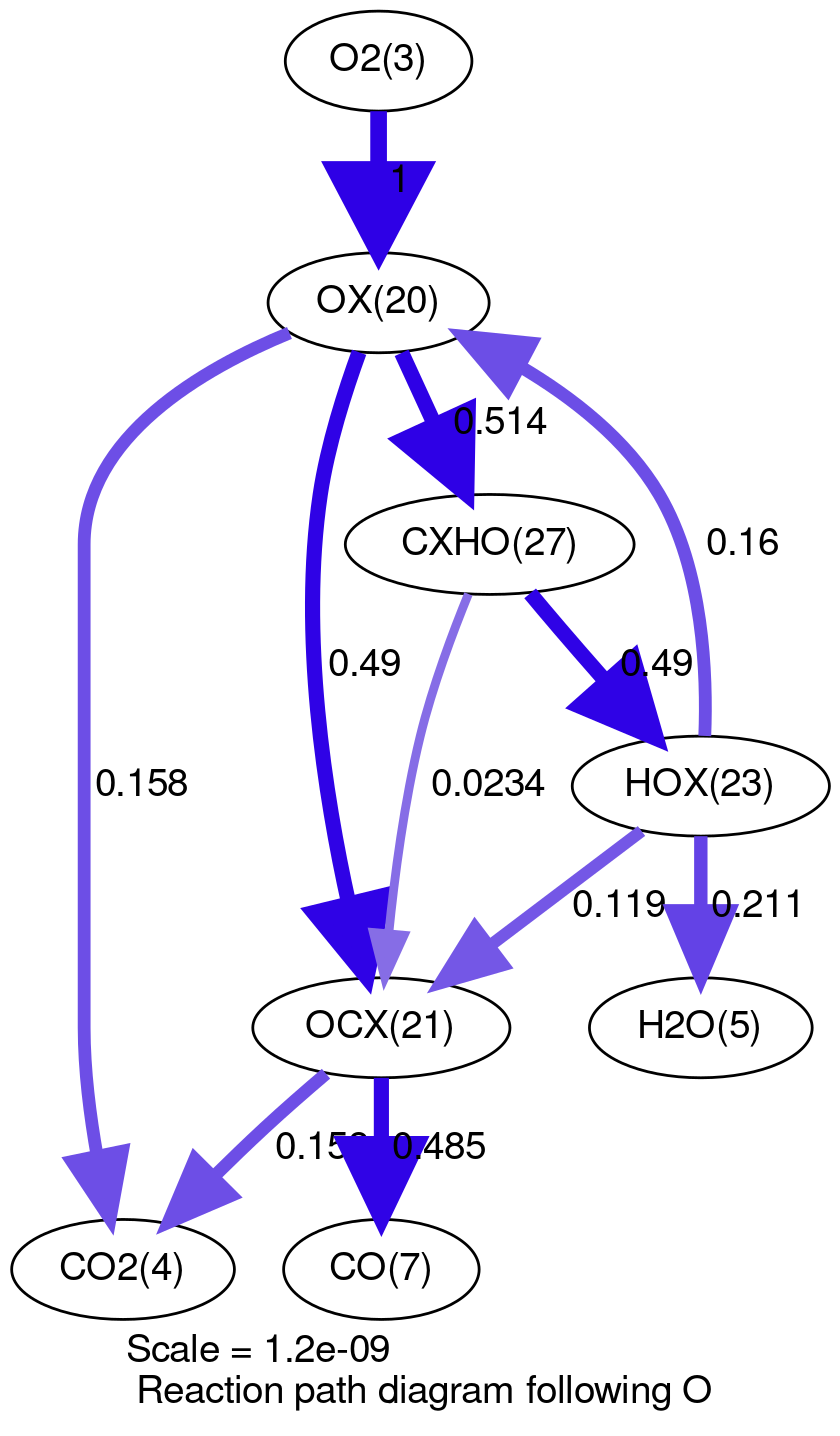 O2(3)
1
OX(20)
0.514
CXHO(27)
0.16
0.49
0.49
0.158
0.0234
HOX(23)
0.119
0.211
OCX(21)
H2O(5)
0.485
CO2(4)
CO(7)
Scale = 1.2e-09
Reaction path diagram following O